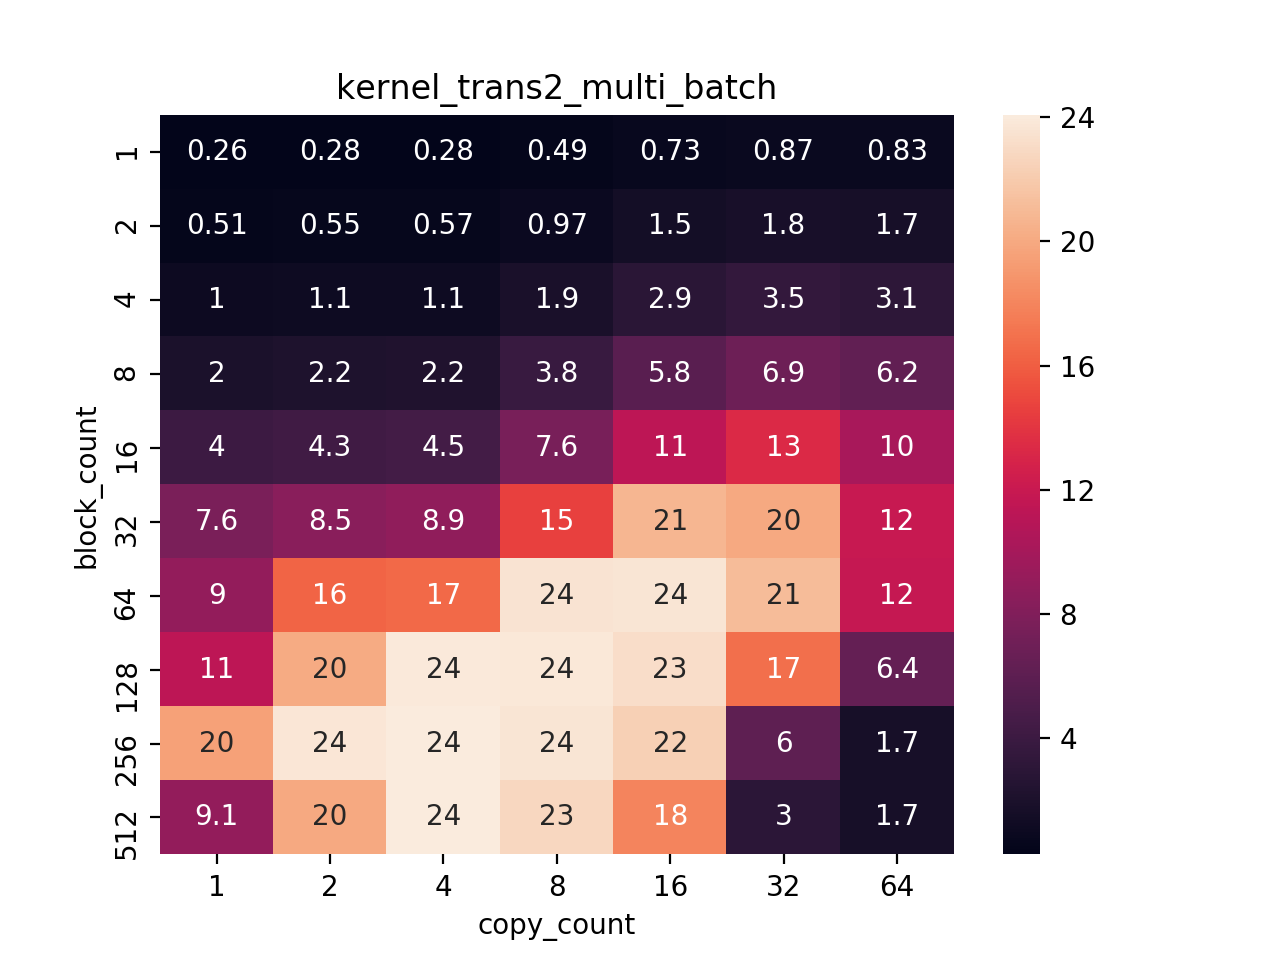 kernel_trans2_multi_batch
block_count
1 0.26 0.28 0.28 0.49 0.73 0.87 0.83
2 0.51 0.55 0.57 0.97 1.5 1.8 1.7
4 1 1.1 1.1 1.9 2.9 3.5 3.1
8 2 2.2 2.2 3.8 5.8 6.9 6.2
16 4 4.3 4.5 7.6 11 13 10
32 7.6 8.5 8.9 15 21 20 12
64 9 16 17 24 24 21 12
128 11 20 24 24 23 17 6.4
256 20 24 24 24 22 6 1.7
512 9.1 20 24 23 18 3 1.7
1 2 4 8 16 32 64
copy_count
24
20
16
12
8
4